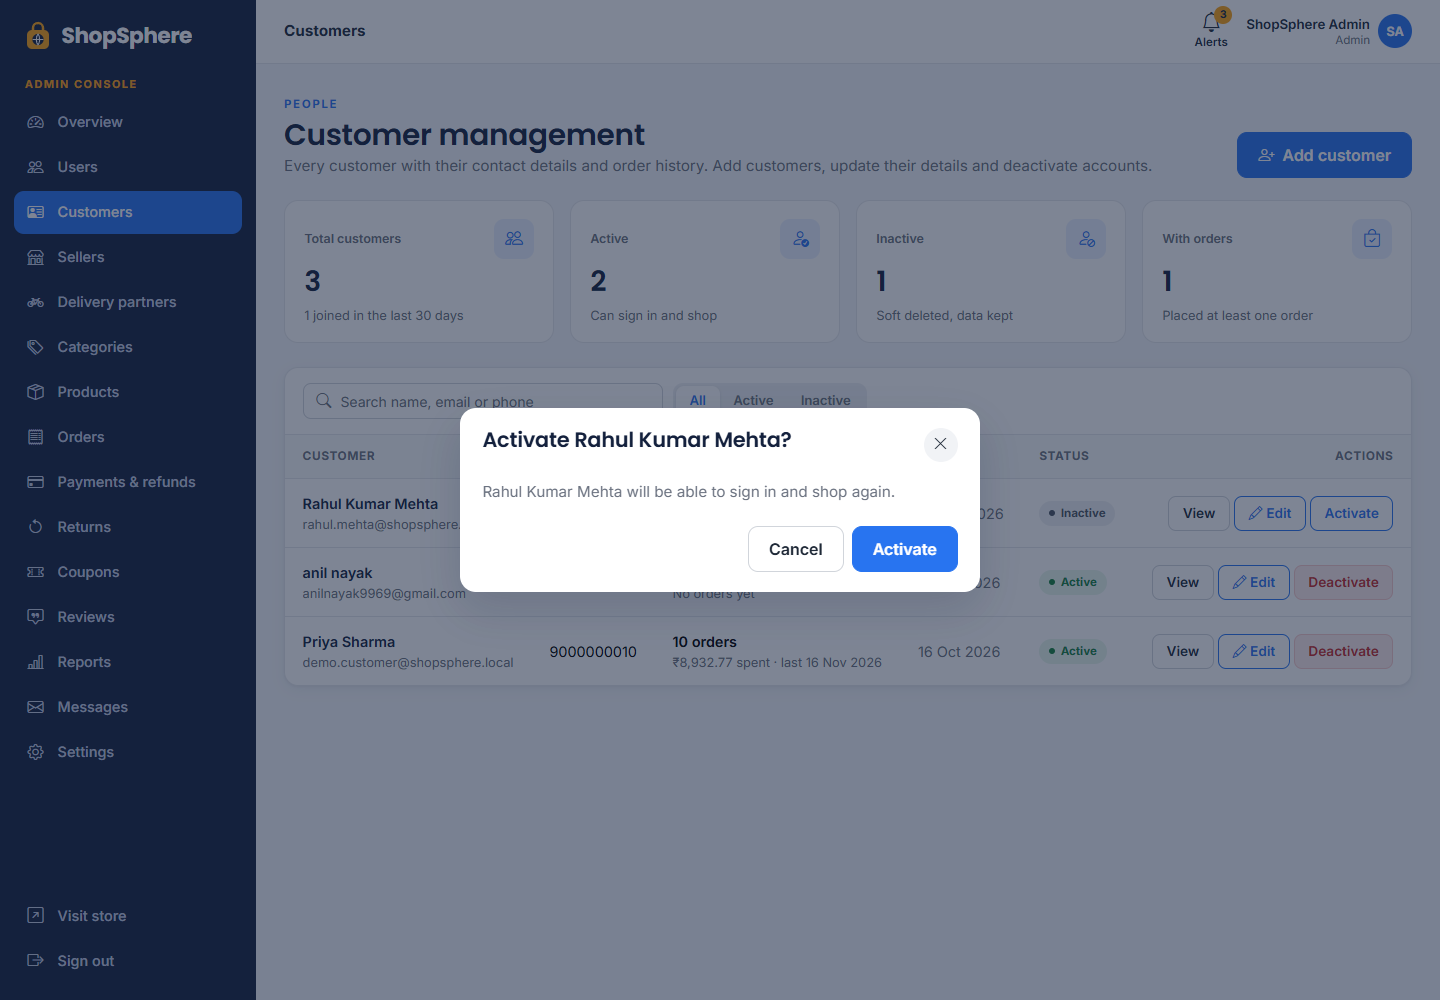 ShopSphere
ADMIN CONSOLE
Overview
Users
Customers
Sellers
Delivery partners
Categories
Products
Orders
Payments & refunds
Returns
Coupons
Reviews
Reports
Messages
Settings
Visit store
Sign out
Customers
3
Alerts
ShopSphere Admin
Admin
SA
PEOPLE
Customer management
Every customer with their contact details and order history. Add customers, update their details and deactivate accounts.
Add customer
Total customers
3
1 joined in the last 30 days
Active
2
Can sign in and shop
Inactive
1
Soft deleted, data kept
With orders
1
Placed at least one order
Search name, email or phone
All Active Inactive
CUSTOMER STATUS ACTIONS
Rahul Kumar Mehta
rahul.mehta@shopsphere.
Inactive View Edit Activate
anil nayak
anilnayak9969@gmail.com
No orders yet
Active View Edit Deactivate
Priya Sharma
demo.customer@shopsphere.local
9000000010
10 orders
₹8,932.77 spent · last 16 Nov 2026
16 Oct 2026
Active View Edit Deactivate
Activate Rahul Kumar Mehta?
Rahul Kumar Mehta will be able to sign in and shop again.
Cancel Activate